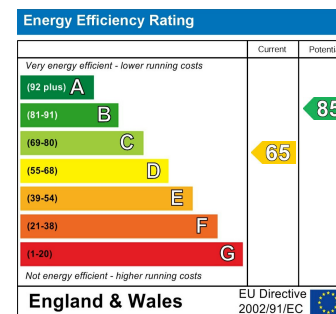 Energy Efficiency Rating
Current Potenti
Very energy efficient - lower running costs
(92 plus) A
(81-91) B
85
(69-80) C
65
(55-68) D
(39-54) E
(21-38) F
(1-20) G
Not energy efficient - higher running costs
England & Wales
EU Directive
2002/91/EC